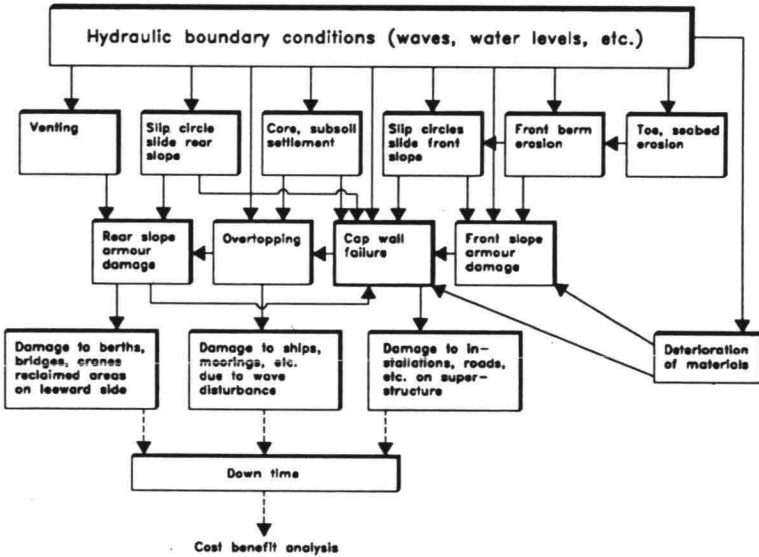 Hydraulic boundary conditions (waves, water levels, etc.)
Venting
Slip circle
slide rear
slope
Core, subsoil
settlement
Slip circles
slide front
slope
Front berm
erosion
Toe, seabed
erosion
Rear slope
armour
damage
Overtopping
Cap wall
failure
Front slope
armour
damage
Damage to berths,
bridges, cranes
reclaimed areas
on leeward side
Damage to ships,
moorings, etc.
due to wave
disturbance
Damage to in-
stallations, roads,
etc. on super-
structure
Deterioration
of materials
Down time
Cost benefit analysis